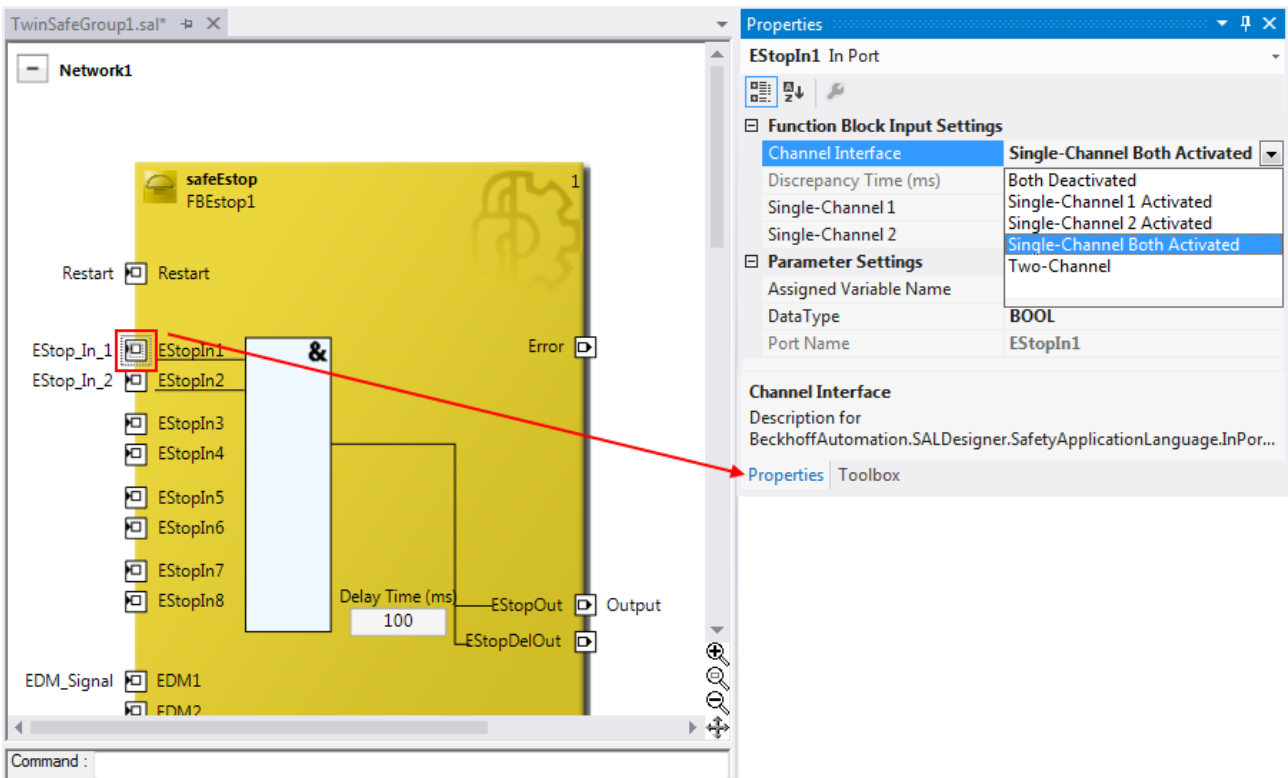 TwinSafeGroup1.sal*
Network1
safeEstop
FBEstop1
1
Restart
Restart
EStop_In_1
EStopIn1
&
Error
EStop_In_2
EStopIn2
EStopIn3
EStopIn4
EStopIn5
EStopIn6
EStopIn7
EStopIn8
Delay Time (ms)
100
EStopOut
Output
EStopDelOut
EDM_Signal
EDM1
EDM2
Command :
Properties
EStopIn1 In Port
Function Block Input Settings
Channel Interface
Single-Channel Both Activated
Discrepancy Time (ms)
Both Deactivated
Single-Channel 1
Single-Channel 1 Activated
Single-Channel 2 Activated
Single-Channel 2
Single-Channel Both Activated
Parameter Settings
Two-Channel
Assigned Variable Name
DataType
BOOL
Port Name
EStopIn1
Channel Interface
Description for
BeckhoffAutomation.SALDesigner.SafetyApplicationLanguage.InPor...
Properties
Toolbox